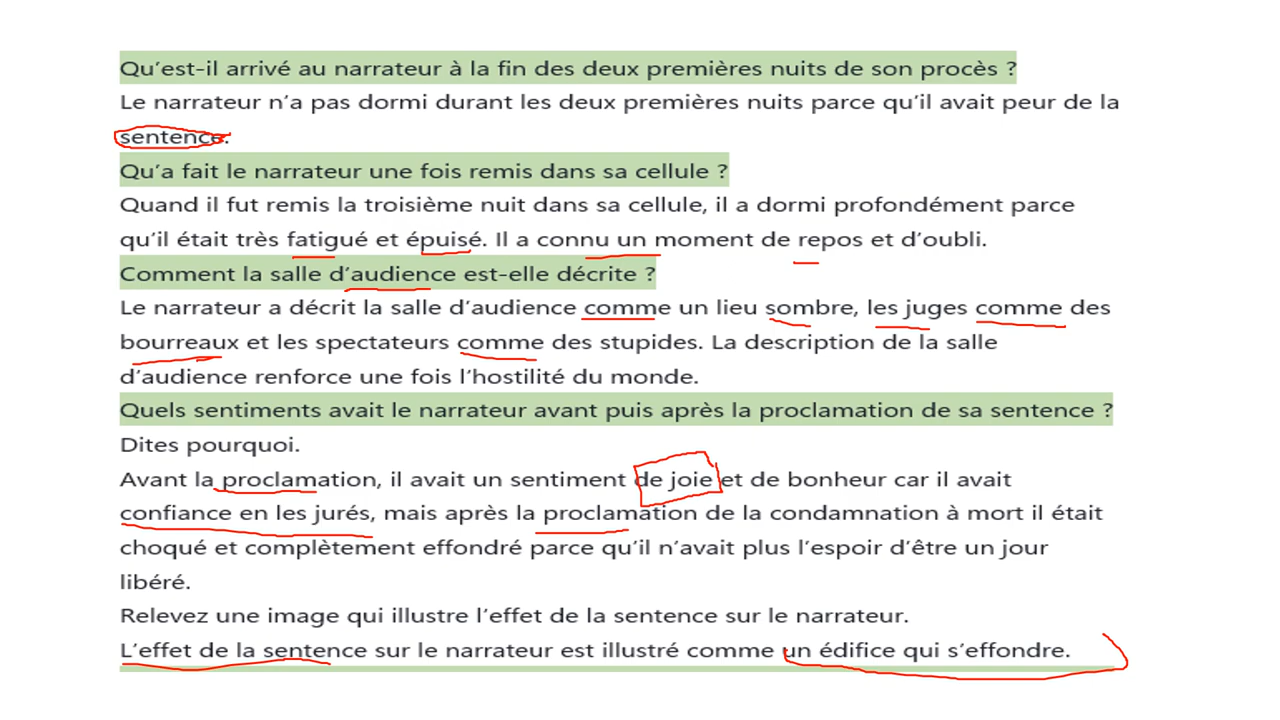 Qu'est-il arrivé au narrateur à la fin des deux premières nuits de son procès ?
Le narrateur n'a pas dormi durant les deux premières nuits parce qu'il avait peur de la
sentence.
Qu'a fait le narrateur une fois remis dans sa cellule ?
Quand il fut remis la troisième nuit dans sa cellule, il a dormi profondément parce
qu'il était très fatigué et épuisé. Il a connu un moment de repos et d'oubli.
Comment la salle d'audience est-elle décrite ?
Le narrateur a décrit la salle d'audience comme un lieu sombre, les juges comme des
bourreaux et les spectateurs comme des stupides. La description de la salle
d'audience renforce une fois l'hostilité du monde.
Quels sentiments avait le narrateur avant puis après la proclamation de sa sentence ?
Dites pourquoi.
Avant la proclamation, il avait un sentiment de joie et de bonheur car il avait
confiance en les jurés, mais après la proclamation de la condamnation à mort il était
choqué et complètement effondré parce qu'il n'avait plus l'espoir d'être un jour
libéré.
Relevez une image qui illustre l'effet de la sentence sur le narrateur.
L'effet de la sentence sur le narrateur est illustré comme un édifice qui s'effondre.